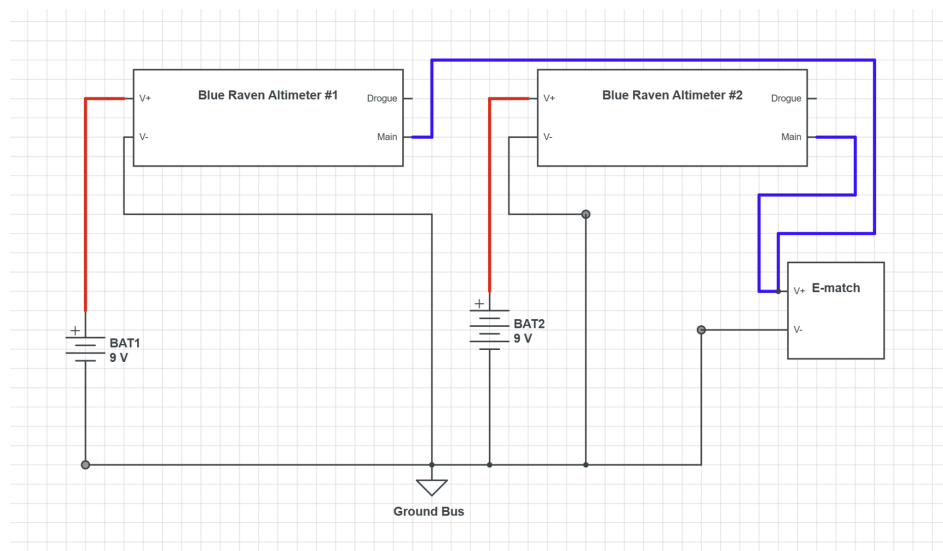 Blue Raven Altimeter #1
V+
Drogue
V-
Main
Blue Raven Altimeter #2
V+
Drogue
V-
Main
V+ E-match
V-
+
BAT1
9 V
+
BAT2
9 V
Ground Bus